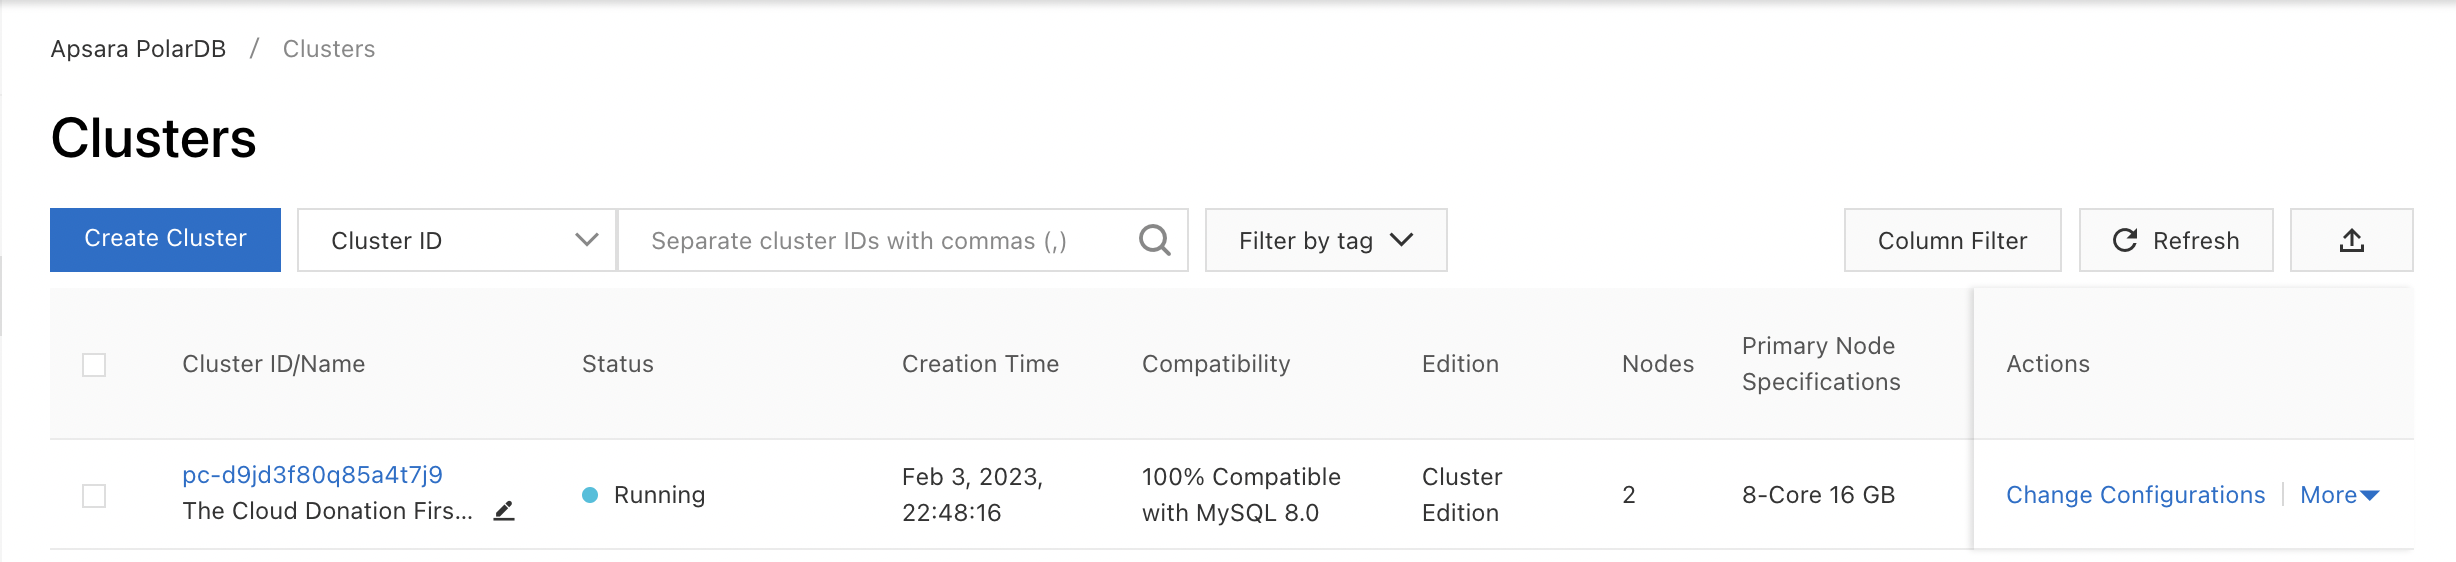 Apsara PolarDB / Clusters
Clusters
Create Cluster Cluster ID Separate cluster IDs with commas (,) Filter by tag Column Filter Refresh
Cluster ID/Name Status Creation Time Compatibility Edition Nodes Primary Node Specifications Actions
pc-d9jd3f80q85a4t7j9
The Cloud Donation Firs...
Running
Feb 3, 2023,
22:48:16
100% Compatible
with MySQL 8.0
Cluster
Edition
2
8-Core 16 GB
Change Configurations | More